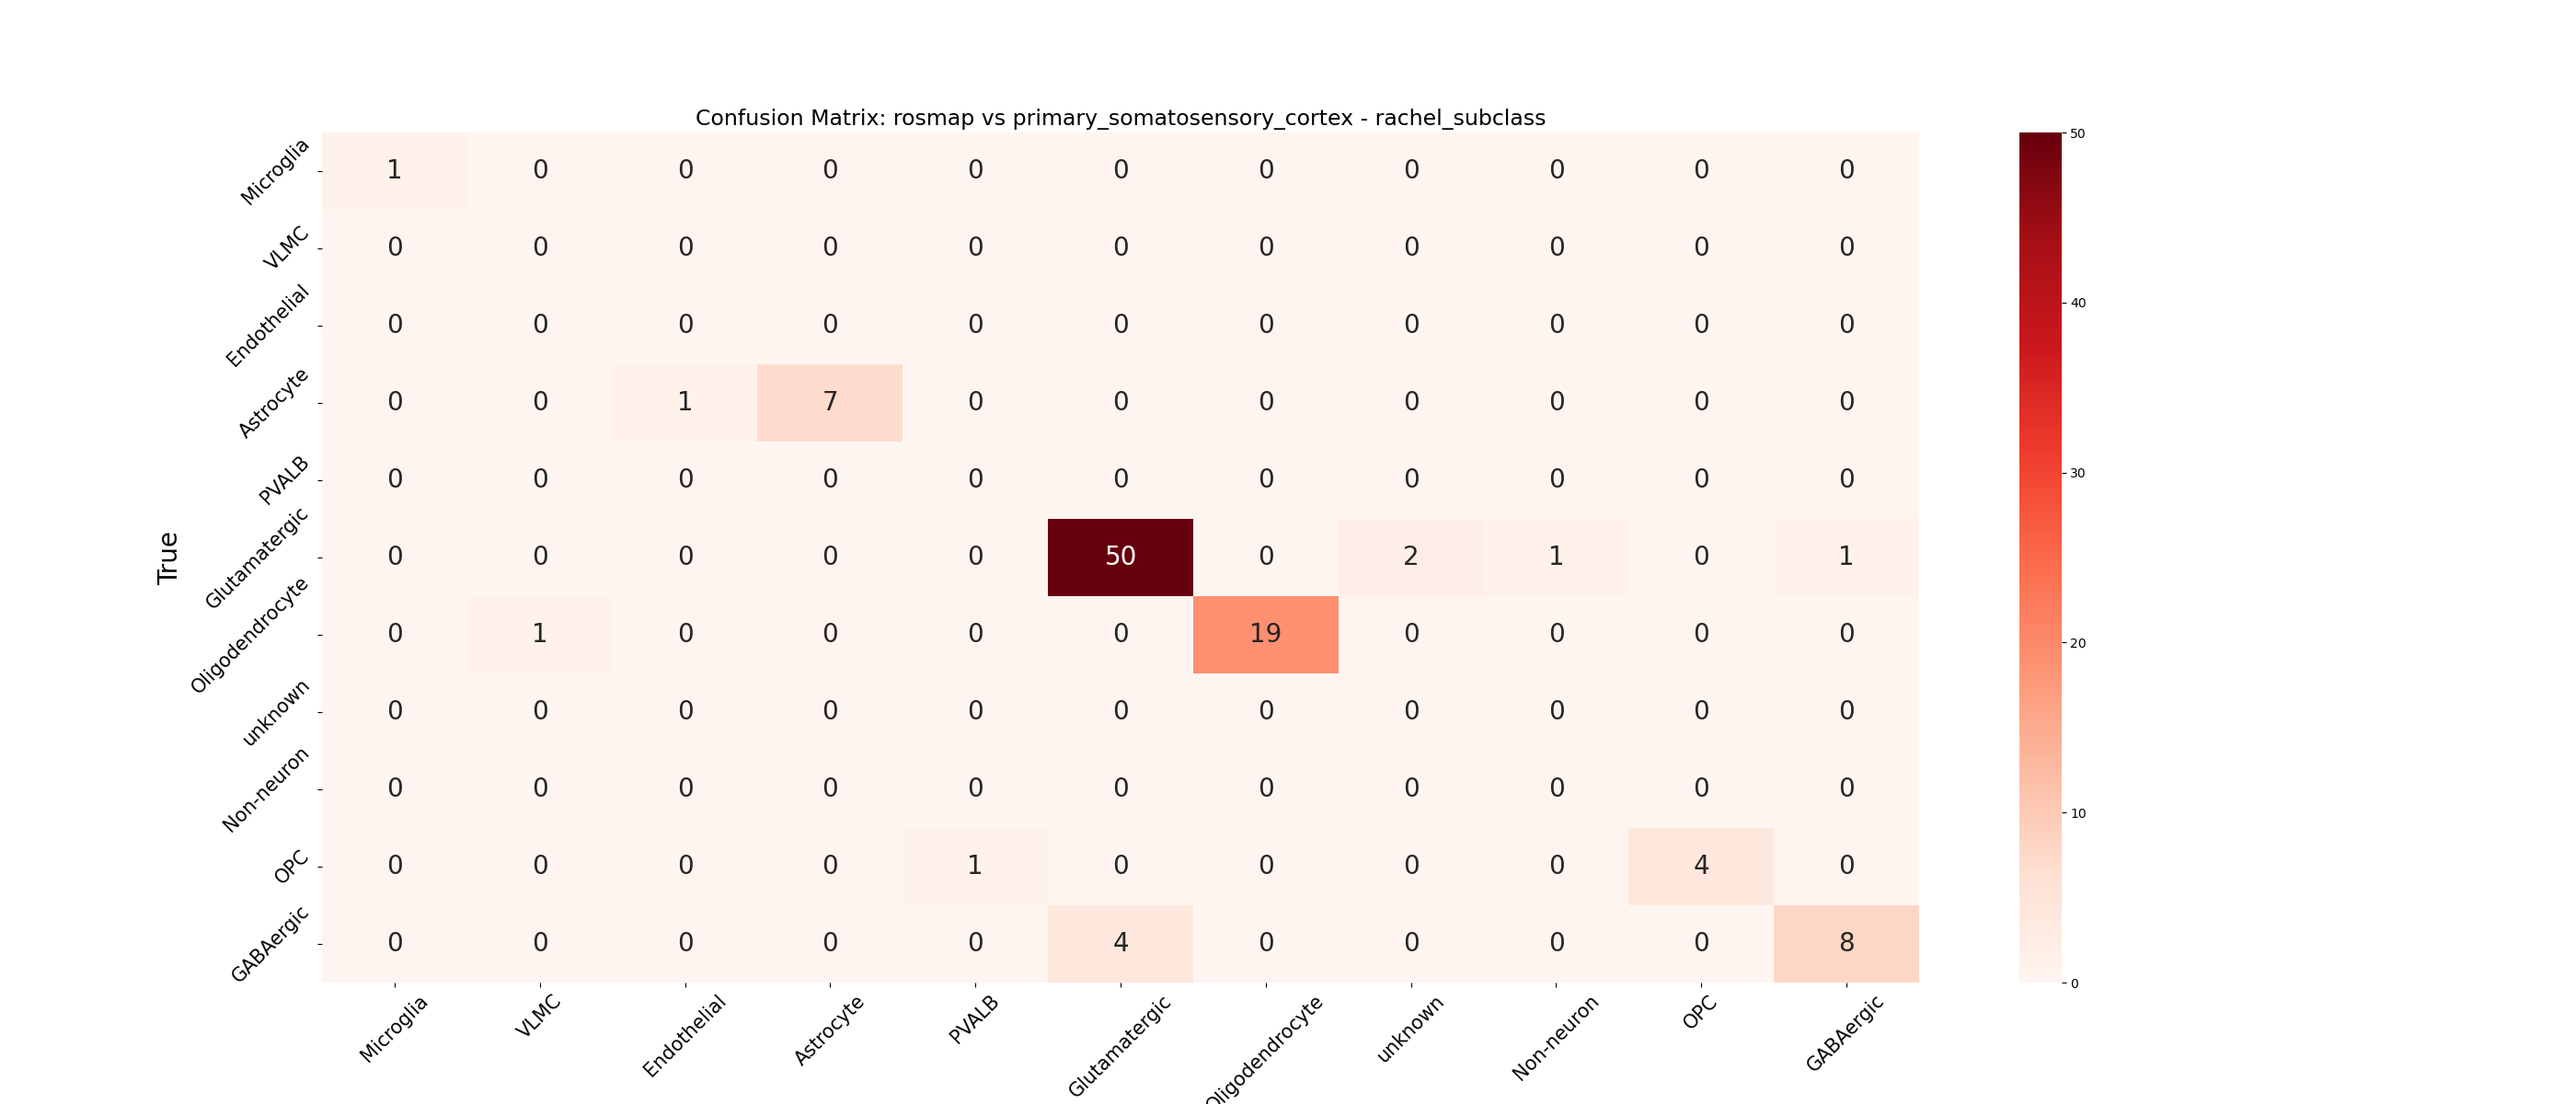 Confusion Matrix: rosmap vs primary_somatosensory_cortex - rachel_subclass
True
Microglia 1 0 0 0 0 0 0 0 0 0 0
VLMC 0 0 0 0 0 0 0 0 0 0 0
Endothelial 0 0 0 0 0 0 0 0 0 0 0
Astrocyte 0 0 1 7 0 0 0 0 0 0 0
PVALB 0 0 0 0 0 0 0 0 0 0 0
Glutamatergic 0 0 0 0 0 50 0 2 1 0 1
Oligodendrocyte 0 1 0 0 0 0 19 0 0 0 0
unknown 0 0 0 0 0 0 0 0 0 0 0
Non-neuron 0 0 0 0 0 0 0 0 0 0 0
OPC 0 0 0 0 1 0 0 0 0 4 0
GABAergic 0 0 0 0 0 4 0 0 0 0 8
Microglia VLMC Endothelial Astrocyte PVALB Glutamatergic Oligodendrocyte unknown Non-neuron OPC GABAergic
50
40
30
20
10
0